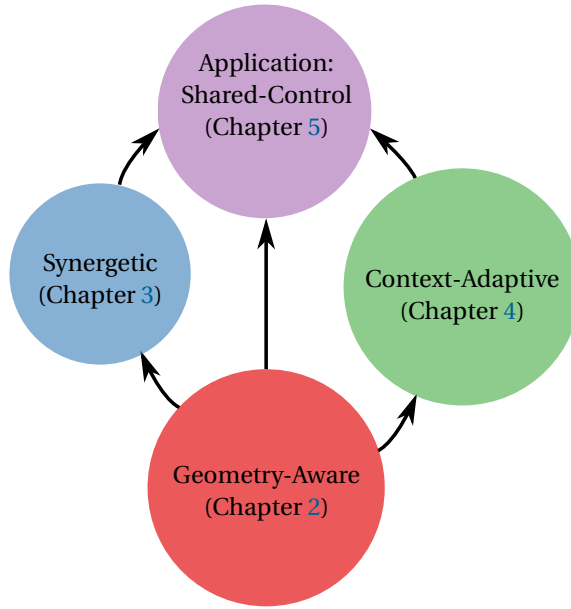 Application:
Shared-Control
(Chapter 5)
Synergetic
(Chapter 3)
Context-Adaptive
(Chapter 4)
Geometry-Aware
(Chapter 2)